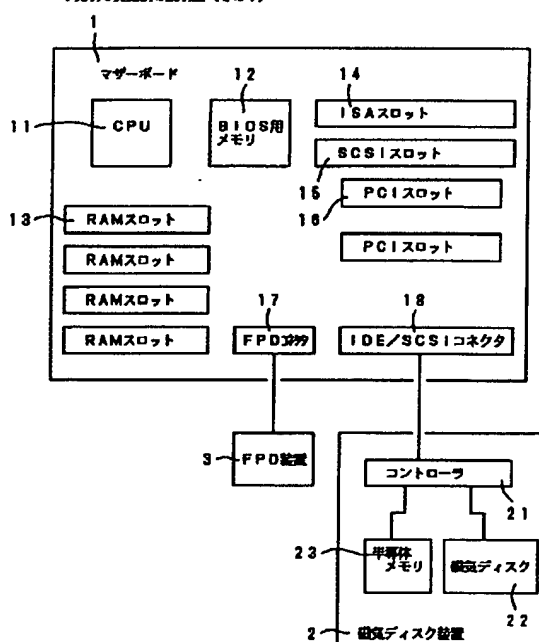 1
マザーボード
12
14
11
CPU
BIOS用
メモリ
ISAスロット
SCSIスロット
15
PCIスロット
16
13
RAMスロット
RAMスロット
PCIスロット
RAMスロット
17
18
RAMスロット
FPDコネクタ
IDE/SCSIコネクタ
3
FPD装置
コントローラ
21
23
半導体
メモリ
磁気ディスク
22
2
磁気ディスク装置